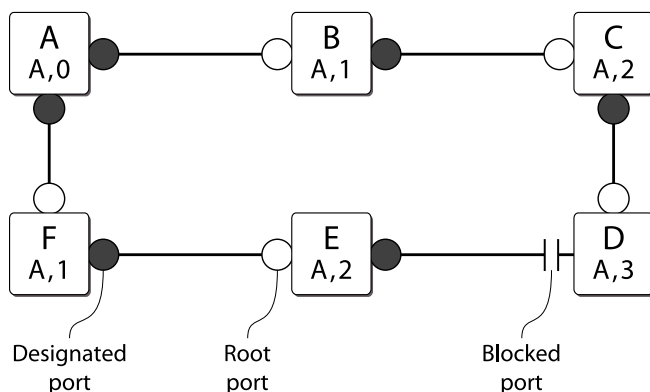 A
A,0
B
A,1
C
A,2
F
A,1
E
A,2
D
A,3
Designated
port
Root
port
Blocked
port